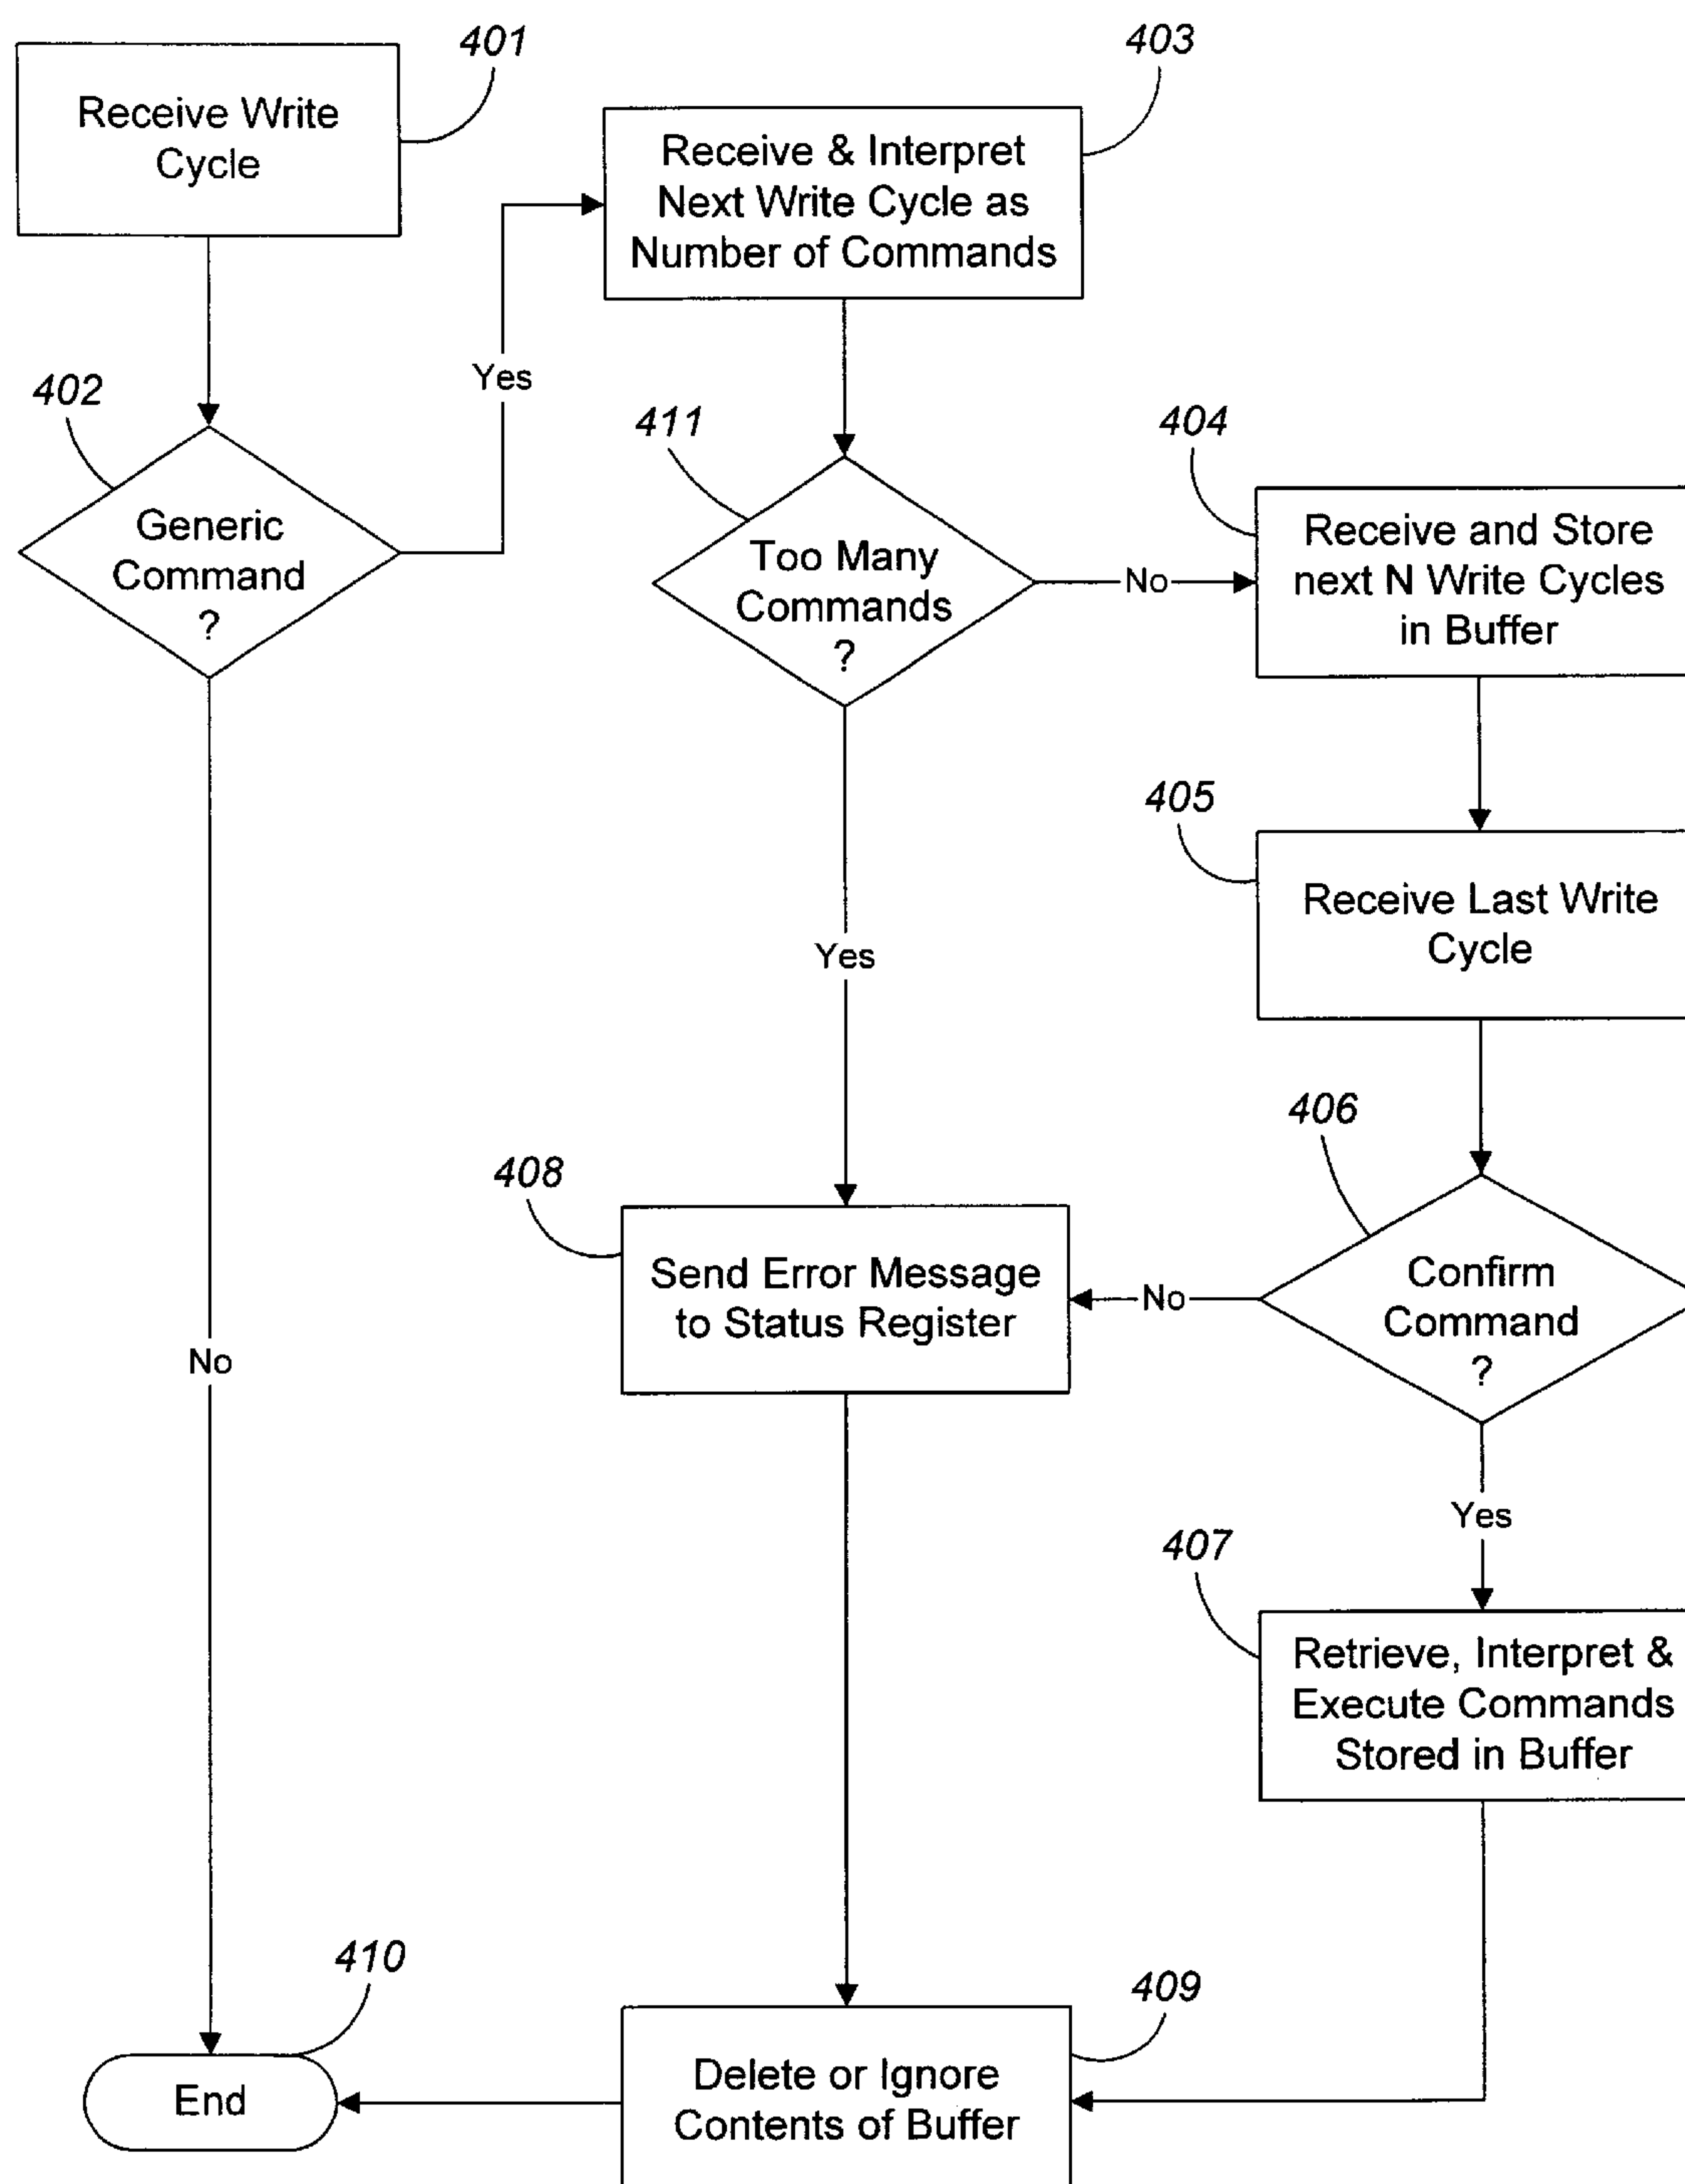 401
Receive Write
Cycle
403
Receive & Interpret
Next Write Cycle as
Number of Commands
Yes
402
Generic
Command
?
411
Too Many
Commands
?
No
404
Receive and Store
next N Write Cycles
in Buffer
405
Receive Last Write
Cycle
Yes
406
Confirm
Command
?
No
408
Send Error Message
to Status Register
No
Yes
407
Retrieve, Interpret &
Execute Commands
Stored in Buffer
410
End
409
Delete or Ignore
Contents of Buffer